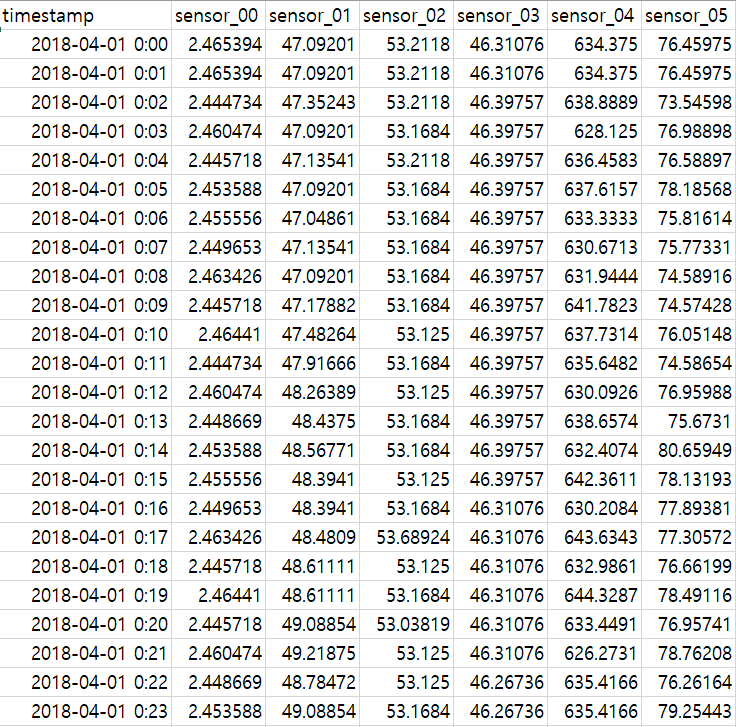 timestamp sensor_00 sensor_01 sensor_02 sensor_03 sensor_04 sensor_05
2018-04-01 0:00 2.465394 47.09201 53.2118 46.31076 634.375 76.45975
2018-04-01 0:01 2.465394 47.09201 53.2118 46.31076 634.375 76.45975
2018-04-01 0:02 2.444734 47.35243 53.2118 46.39757 638.8889 73.54598
2018-04-01 0:03 2.460474 47.09201 53.1684 46.39757 628.125 76.98898
2018-04-01 0:04 2.445718 47.13541 53.2118 46.39757 636.4583 76.58897
2018-04-01 0:05 2.453588 47.09201 53.1684 46.39757 637.6157 78.18568
2018-04-01 0:06 2.455556 47.04861 53.1684 46.39757 633.3333 75.81614
2018-04-01 0:07 2.449653 47.13541 53.1684 46.39757 630.6713 75.77331
2018-04-01 0:08 2.463426 47.09201 53.1684 46.39757 631.9444 74.58916
2018-04-01 0:09 2.445718 47.17882 53.1684 46.39757 641.7823 74.57428
2018-04-01 0:10 2.46441 47.48264 53.125 46.39757 637.7314 76.05148
2018-04-01 0:11 2.444734 47.91666 53.1684 46.39757 635.6482 74.58654
2018-04-01 0:12 2.460474 48.26389 53.125 46.39757 630.0926 76.95988
2018-04-01 0:13 2.448669 48.4375 53.1684 46.39757 638.6574 75.6731
2018-04-01 0:14 2.453588 48.56771 53.1684 46.39757 632.4074 80.65949
2018-04-01 0:15 2.455556 48.3941 53.125 46.39757 642.3611 78.13193
2018-04-01 0:16 2.449653 48.3941 53.1684 46.31076 630.2084 77.89381
2018-04-01 0:17 2.463426 48.4809 53.68924 46.31076 643.6343 77.30572
2018-04-01 0:18 2.445718 48.61111 53.125 46.31076 632.9861 76.66199
2018-04-01 0:19 2.46441 48.61111 53.1684 46.31076 644.3287 78.49116
2018-04-01 0:20 2.445718 49.08854 53.03819 46.31076 633.4491 76.95741
2018-04-01 0:21 2.460474 49.21875 53.125 46.31076 626.2731 78.76208
2018-04-01 0:22 2.448669 48.78472 53.125 46.26736 635.4166 76.26164
2018-04-01 0:23 2.453588 49.08854 53.1684 46.26736 635.4166 79.25443